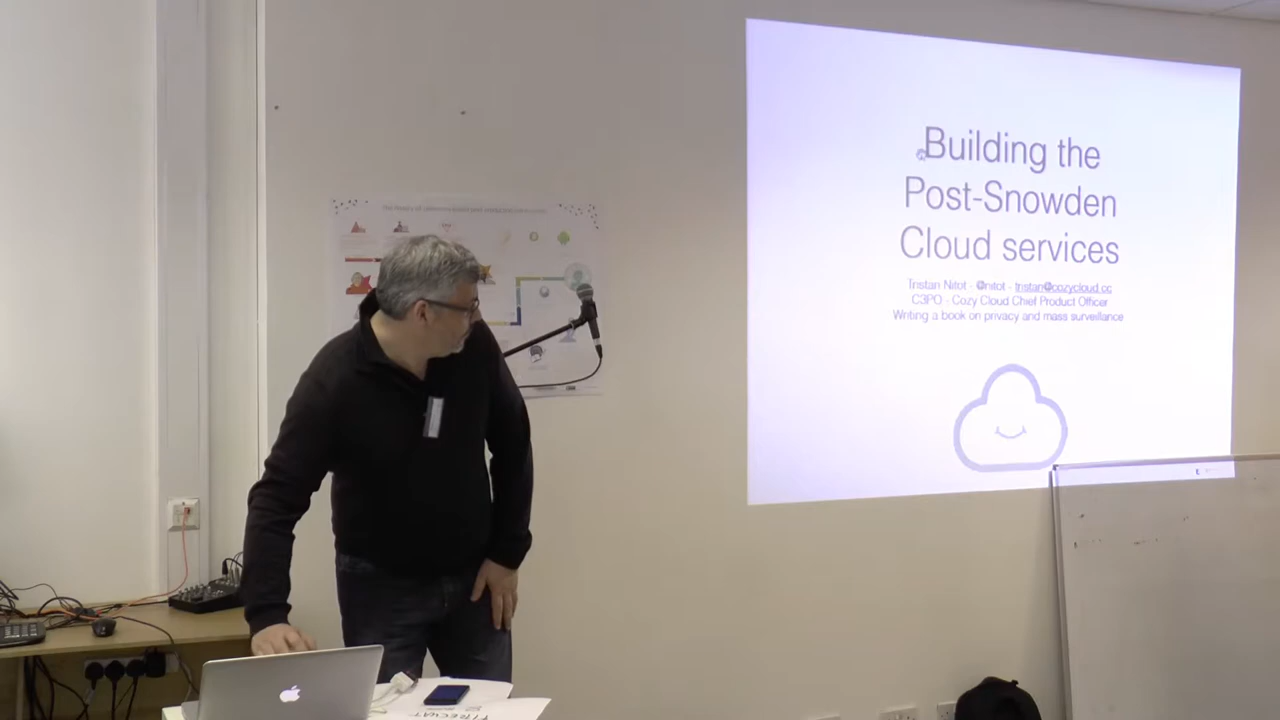 Building the
Post-Snowden
Cloud services
Tristan Nitot - @nitot - tristan@cozycloud.cc
C3PO - Cozy Cloud Chief Product Officer
Writing a book on privacy and mass surveillance
FIRECHAT